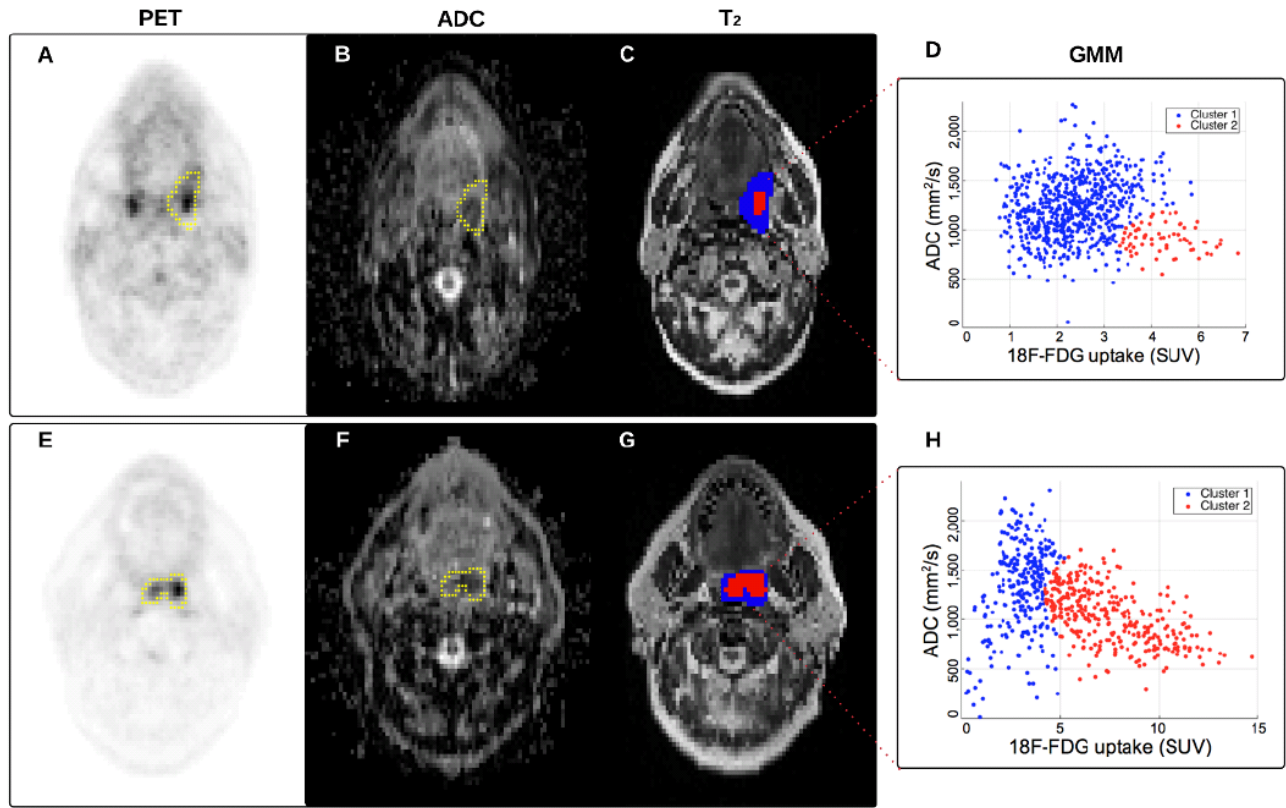 PET ADC T₂
A B C D GMM
Cluster 1
Cluster 2
2,000
1,500
1,000
500
0
ADC (mm²/s)
0 1 2 3 4 5 6 7
18F-FDG uptake (SUV)
E F G H
Cluster 1
Cluster 2
2,000
1,500
1,000
500
0
ADC (mm²/s)
0 5 10 15
18F-FDG uptake (SUV)